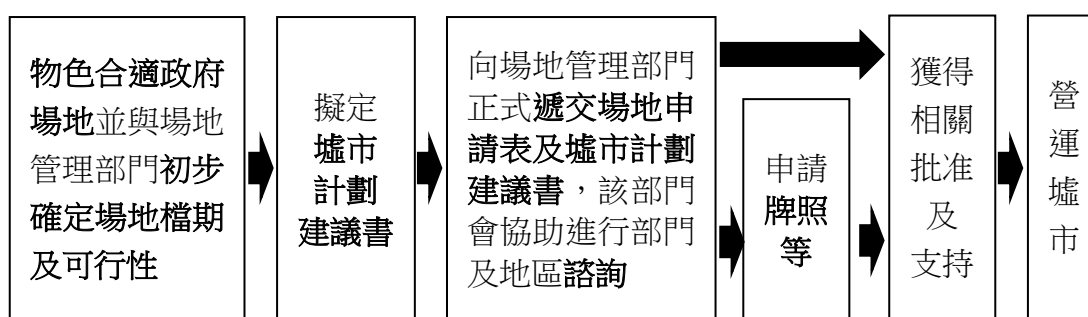 物色合適政府
場地並與場地
管理部門初步
確定場地檔期
及可行性
擬定
墟市
計劃
建議書
向場地管理部門
正式遞交場地申
請表及墟市計劃
建議書，該部門
會協助進行部門
及地區諮詢
申請
牌照
等
獲得
相關
批准
及
支持
營
運
墟
市